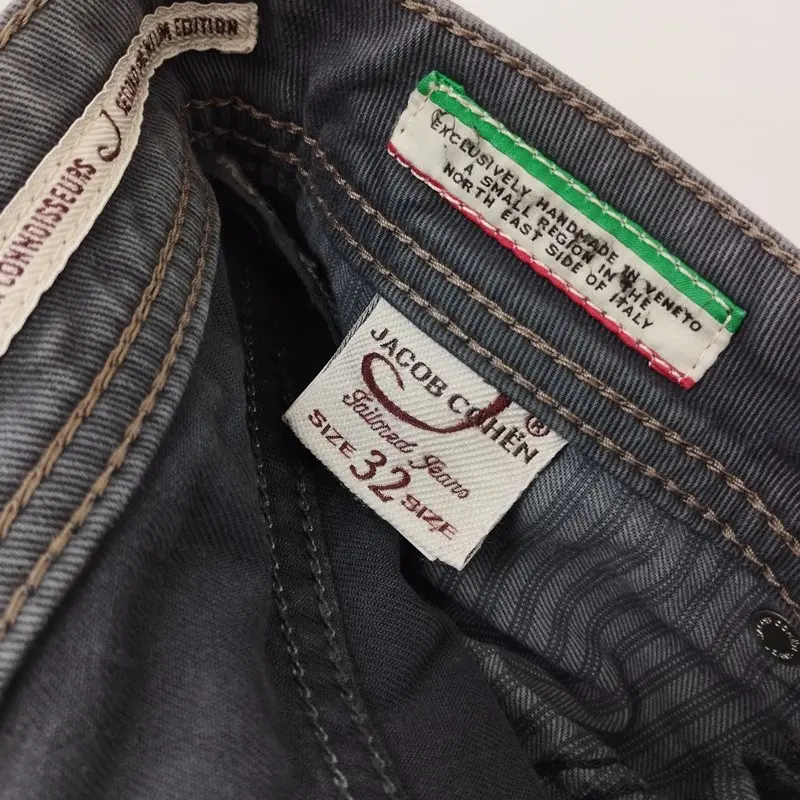 CONNOISSEURS J
EDITION
EXCLUSIVELY HANDMADE IN VENETO
A SMALL REGION IN THE
NORTH EAST SIDE OF ITALY
JACOB COHËN ®
Tailored Jeans
SIZE 32 SIZE